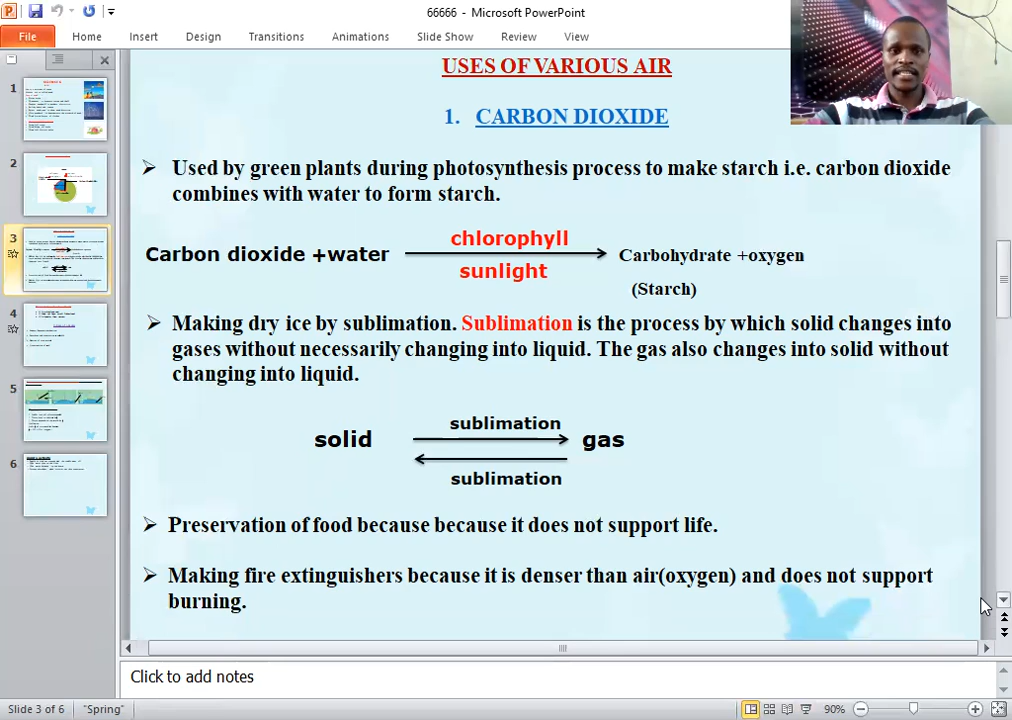 66666 - Microsoft PowerPoint
File Home Insert Design Transitions Animations Slide Show Review View
1
2
3
4
5
6
USES OF VARIOUS AIR
1. CARBON DIOXIDE
Used by green plants during photosynthesis process to make starch i.e. carbon dioxide
combines with water to form starch.
chlorophyll
Carbon dioxide +water
Carbohydrate +oxygen
sunlight
(Starch)
Making dry ice by sublimation. Sublimation is the process by which solid changes into
gases without necessarily changing into liquid. The gas also changes into solid without
changing into liquid.
sublimation
solid gas
sublimation
Preservation of food because because it does not support life.
Making fire extinguishers because it is denser than air(oxygen) and does not support
burning.
Click to add notes
Slide 3 of 6 "Spring" 90%